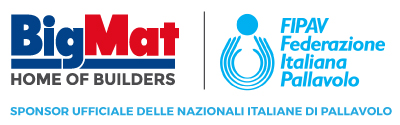 BigMat
HOME OF BUILDERS
FIPAV
Federazione
Italiana
Pallavolo
SPONSOR UFFICIALE DELLE NAZIONALI ITALIANE DI PALLAVOLO